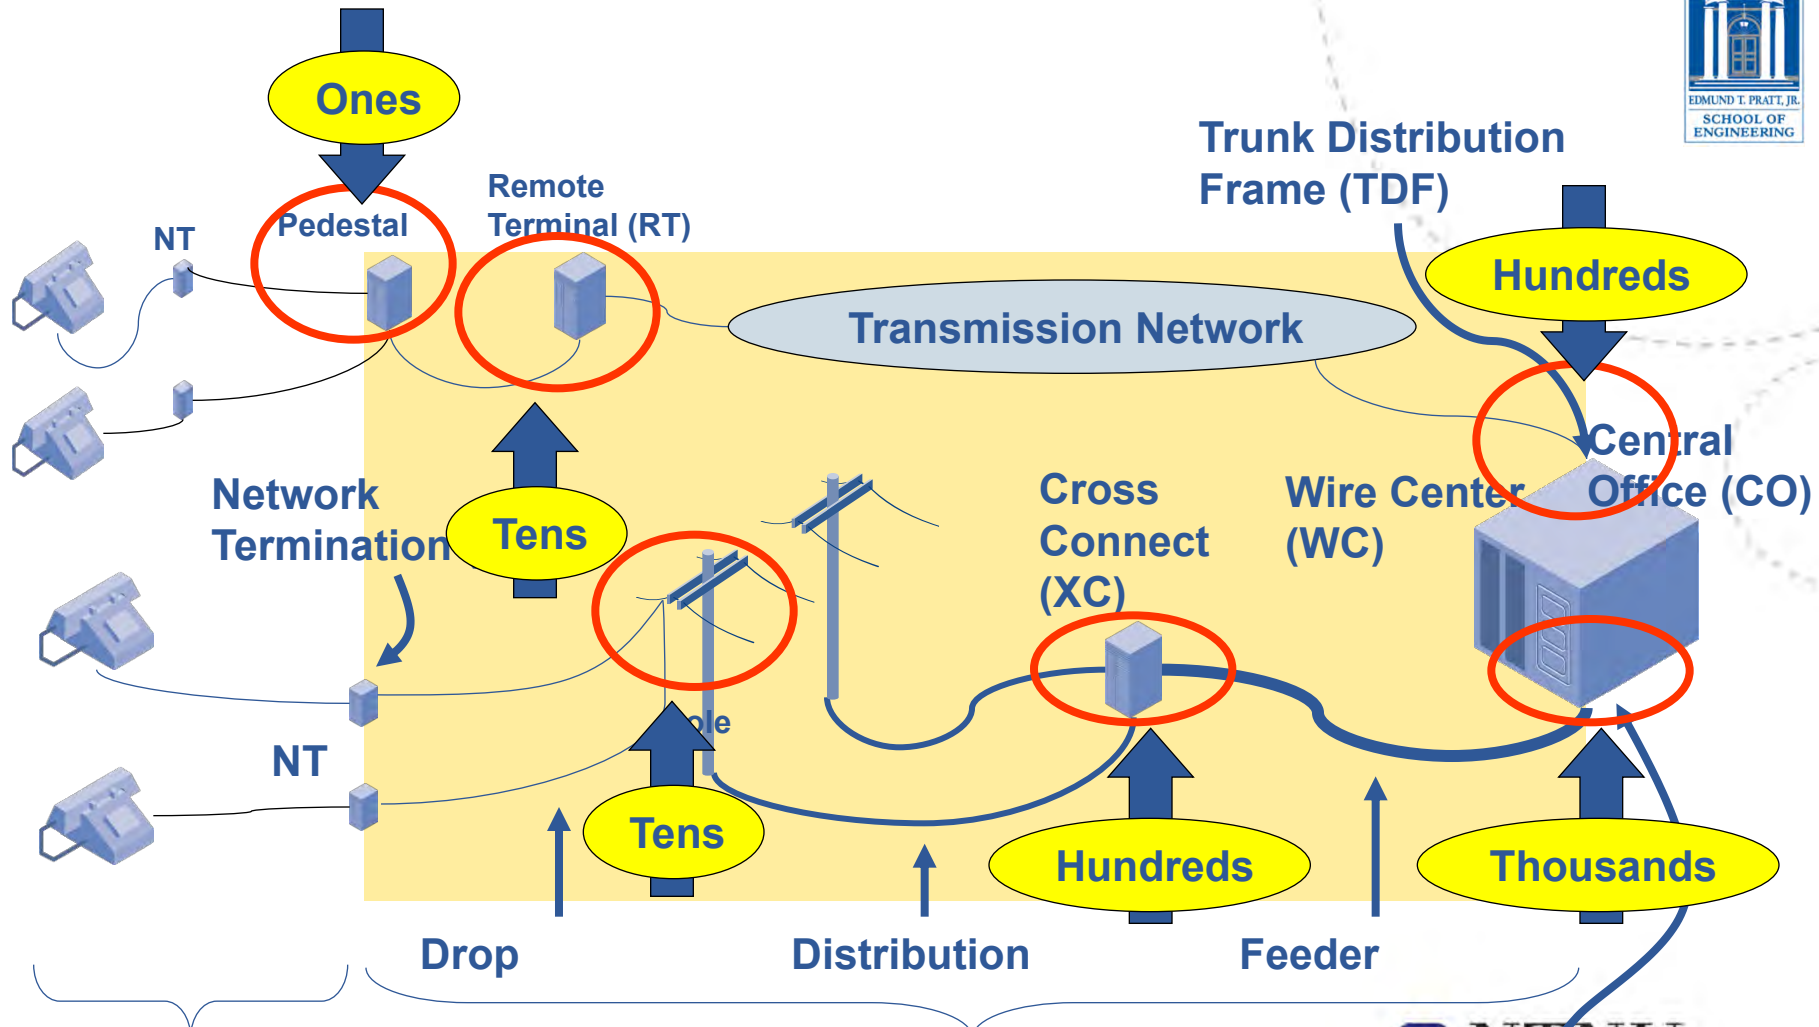 Ones
EDMUND T. PRATT, JR.
SCHOOL OF
ENGINEERING
Trunk Distribution
Frame (TDF)
Remote
Terminal (RT)
Pedestal
NT
Hundreds
Transmission Network
Central
Office (CO)
Network
Termination
Tens
Cross
Connect
(XC)
Wire Center
(WC)
NT
Tens
Hundreds
Thousands
Drop
Distribution
Feeder